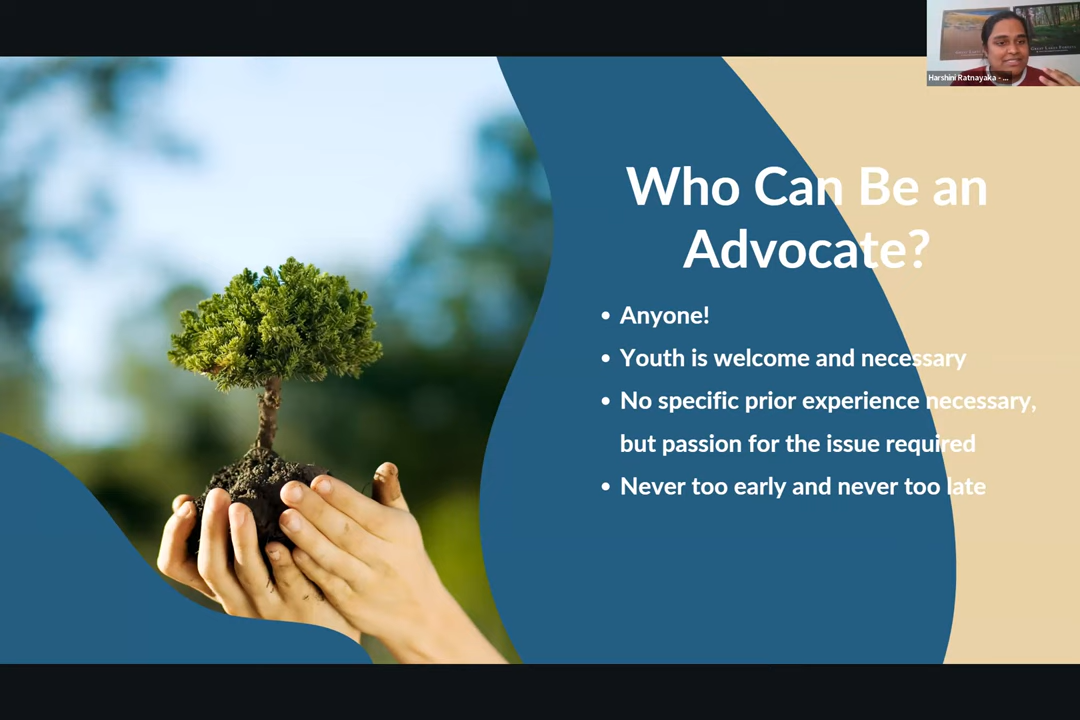 Harshini Ratnayaka - ...
Who Can Be an
Advocate?
• Anyone!
• Youth is welcome and necessary
• No specific prior experience necessary,
but passion for the issue required
• Never too early and never too late